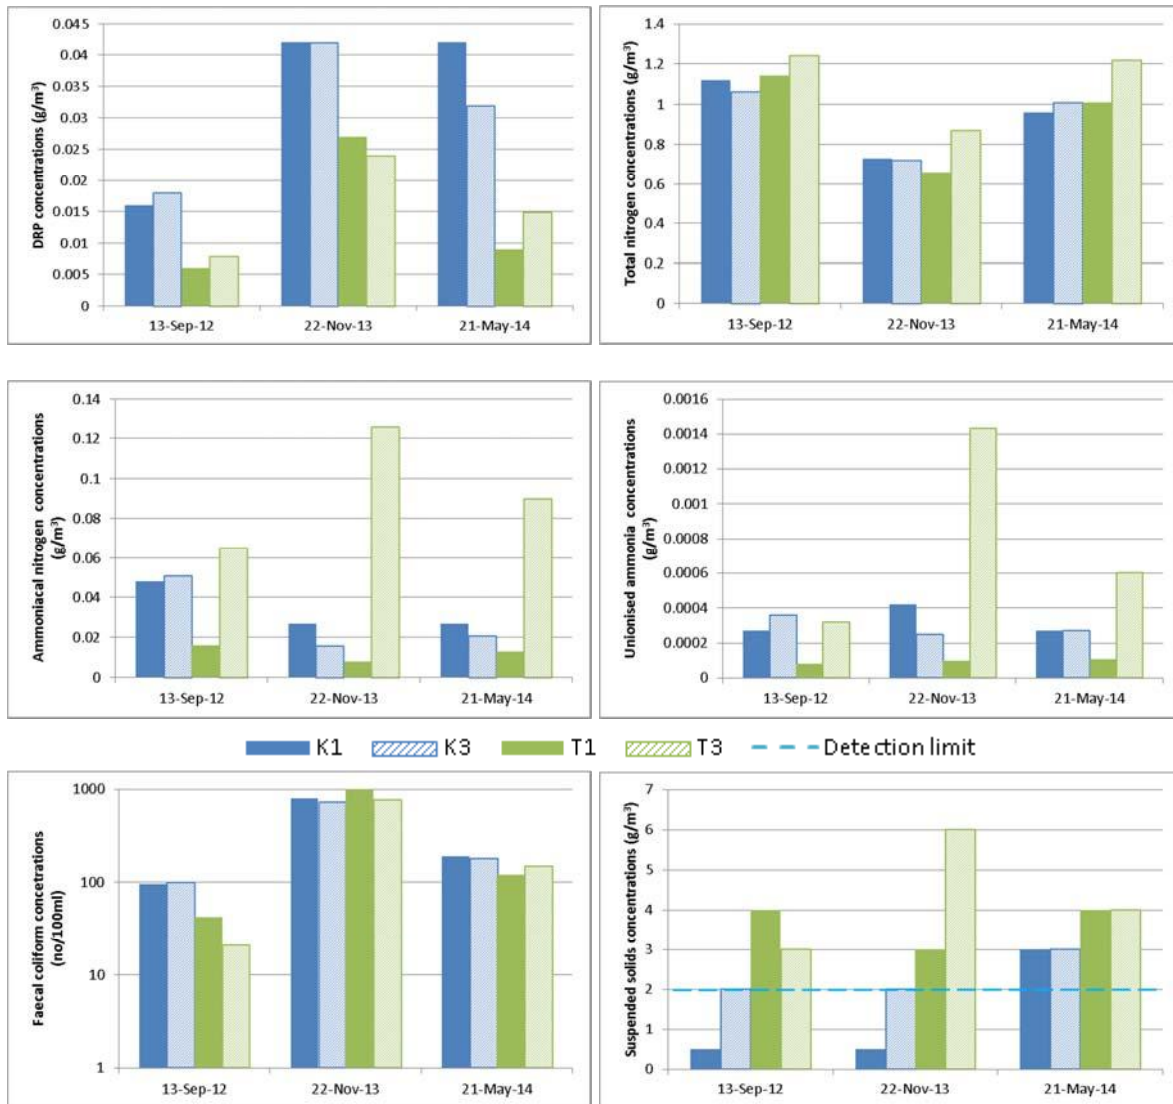 DRP concentrations (g/m³)
0.045
0.04
0.035
0.03
0.025
0.02
0.015
0.01
0.005
0
13-Sep-12 22-Nov-13 21-May-14
Total nitrogen concentrations (g/m³)
1.4
1.2
1
0.8
0.6
0.4
0.2
0
13-Sep-12 22-Nov-13 21-May-14
Ammoniacal nitrogen concentrations
(g/m³)
0.14
0.12
0.1
0.08
0.06
0.04
0.02
0
13-Sep-12 22-Nov-13 21-May-14
Unionised ammonia concentrations
(g/m³)
0.0016
0.0014
0.0012
0.001
0.0008
0.0006
0.0004
0.0002
0
13-Sep-12 22-Nov-13 21-May-14
K1 K3 T1 T3 Detection limit
Faecal coliform concetrations
(no/100ml)
1000
100
10
1
13-Sep-12 22-Nov-13 21-May-14
Suspended solids concentrations (g/m³)
7
6
5
4
3
2
1
0
13-Sep-12 22-Nov-13 21-May-14